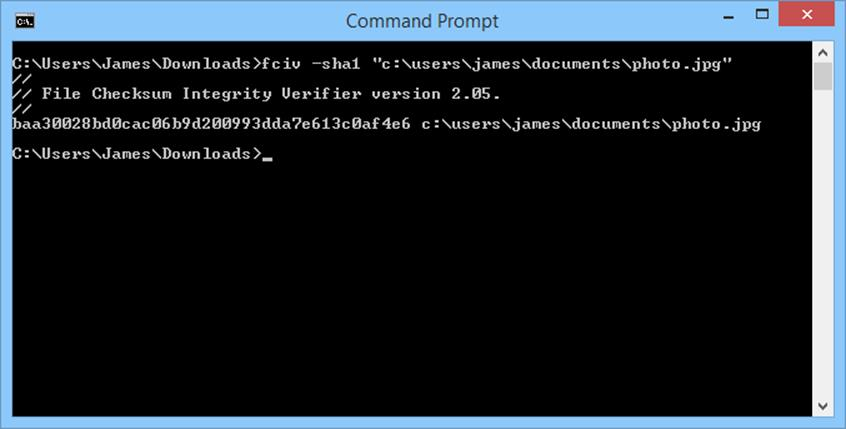 Command Prompt
C:\Users\James\Downloads>fciv -sha1 "c:\users\james\documents\photo.jpg"
//
// File Checksum Integrity Verifier version 2.05.
//
baa30028bd0cac06b9d200993dda7e613c0af4e6 c:\users\james\documents\photo.jpg
C:\Users\James\Downloads>_